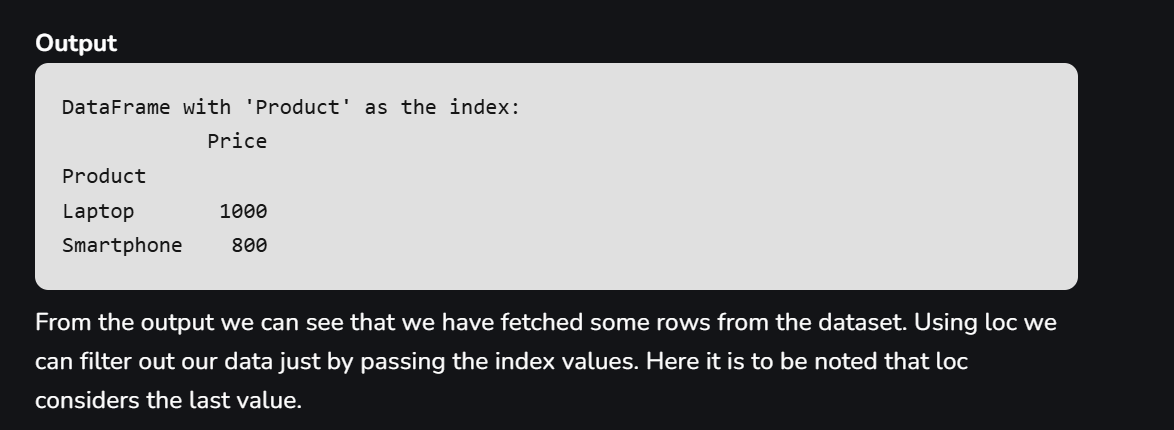 Output
DataFrame with 'Product' as the index:
Price
Product
Laptop 1000
Smartphone 800
From the output we can see that we have fetched some rows from the dataset. Using loc we
can filter out our data just by passing the index values. Here it is to be noted that loc
considers the last value.